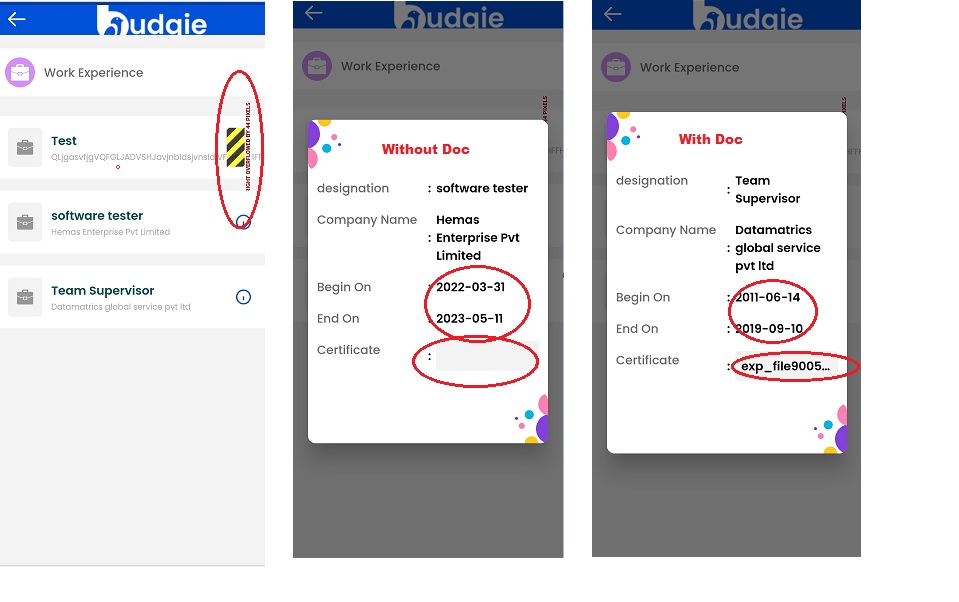 budgie
Work Experience
Test
RIGHT OVERFLOWED BY 44 PIXELS
software tester
Hemas Enterprise Pvt Limited
Team Supervisor
Datamatrics global service pvt ltd
budgie
Work Experience
PIXELS
Without Doc
designation : software tester
Company Name : Hemas
Enterprise Pvt
Limited
Begin On : 2022-03-31
End On : 2023-05-11
Certificate :
budgie
Work Experience
With Doc
designation : Team
Supervisor
Company Name : Datamatrics
global service
pvt ltd
Begin On : 2011-06-14
End On : 2019-09-10
Certificate : exp_file9005...